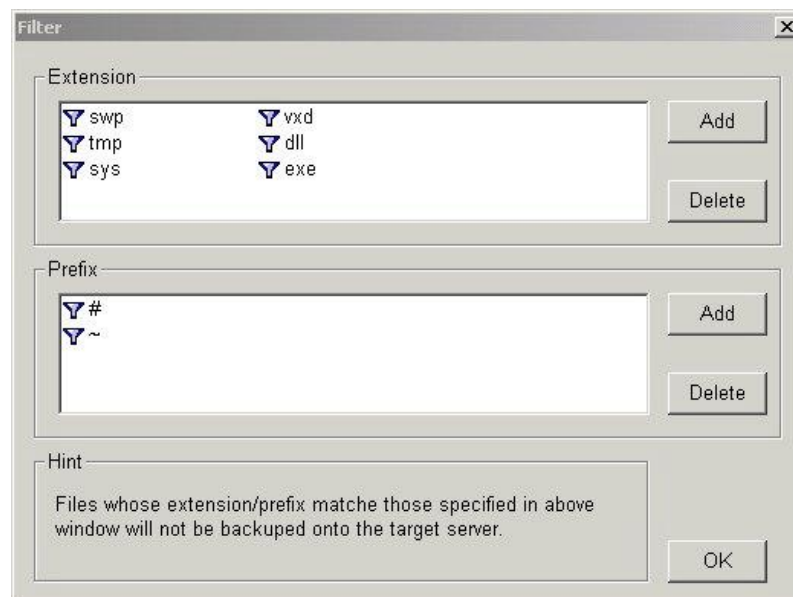 Filter
Extension
swp vxd
tmp dll
sys exe
Add
Delete
Prefix
#
~
Add
Delete
Hint
Files whose extension/prefix matche those specified in above
window will not be backuped onto the target server.
OK